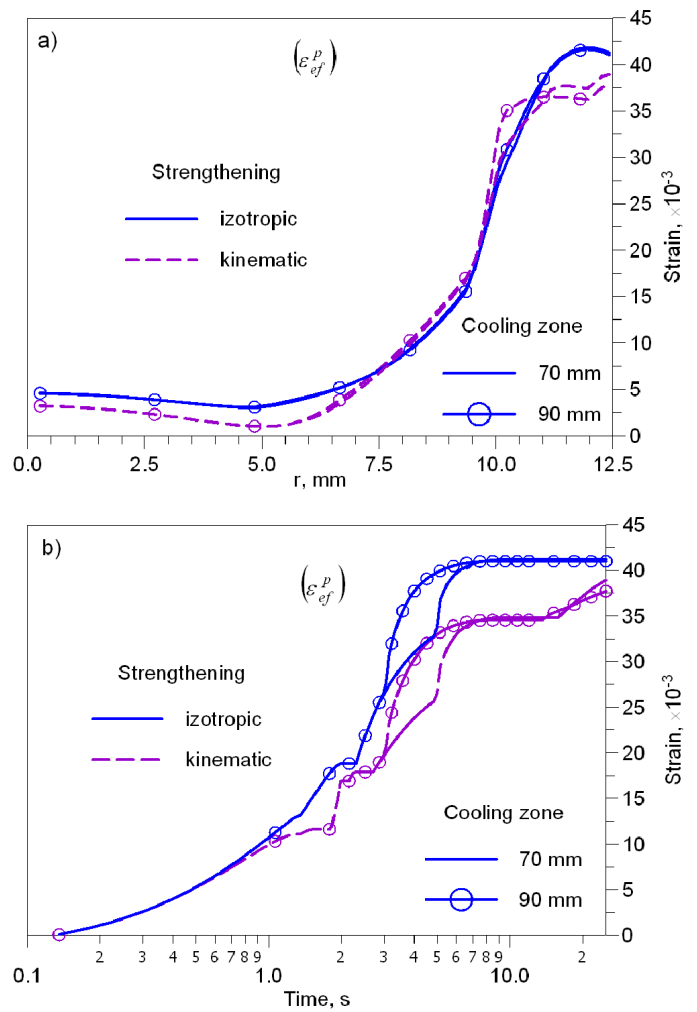 a)
(ε_ef^p)
Strengthening
izotropic
kinematic
Cooling zone
70 mm
90 mm
45
40
35
30
25
20
15
10
5
0
Strain, ×10⁻³
0.0 2.5 5.0 7.5 10.0 12.5
r, mm
b)
(ε_ef^p)
Strengthening
izotropic
kinematic
Cooling zone
70 mm
90 mm
45
40
35
30
25
20
15
10
5
0
Strain, ×10⁻³
2 3 4 5 6 7 8 9 2 3 4 5 6 7 8 9 2
0.1 1.0 10.0
Time, s